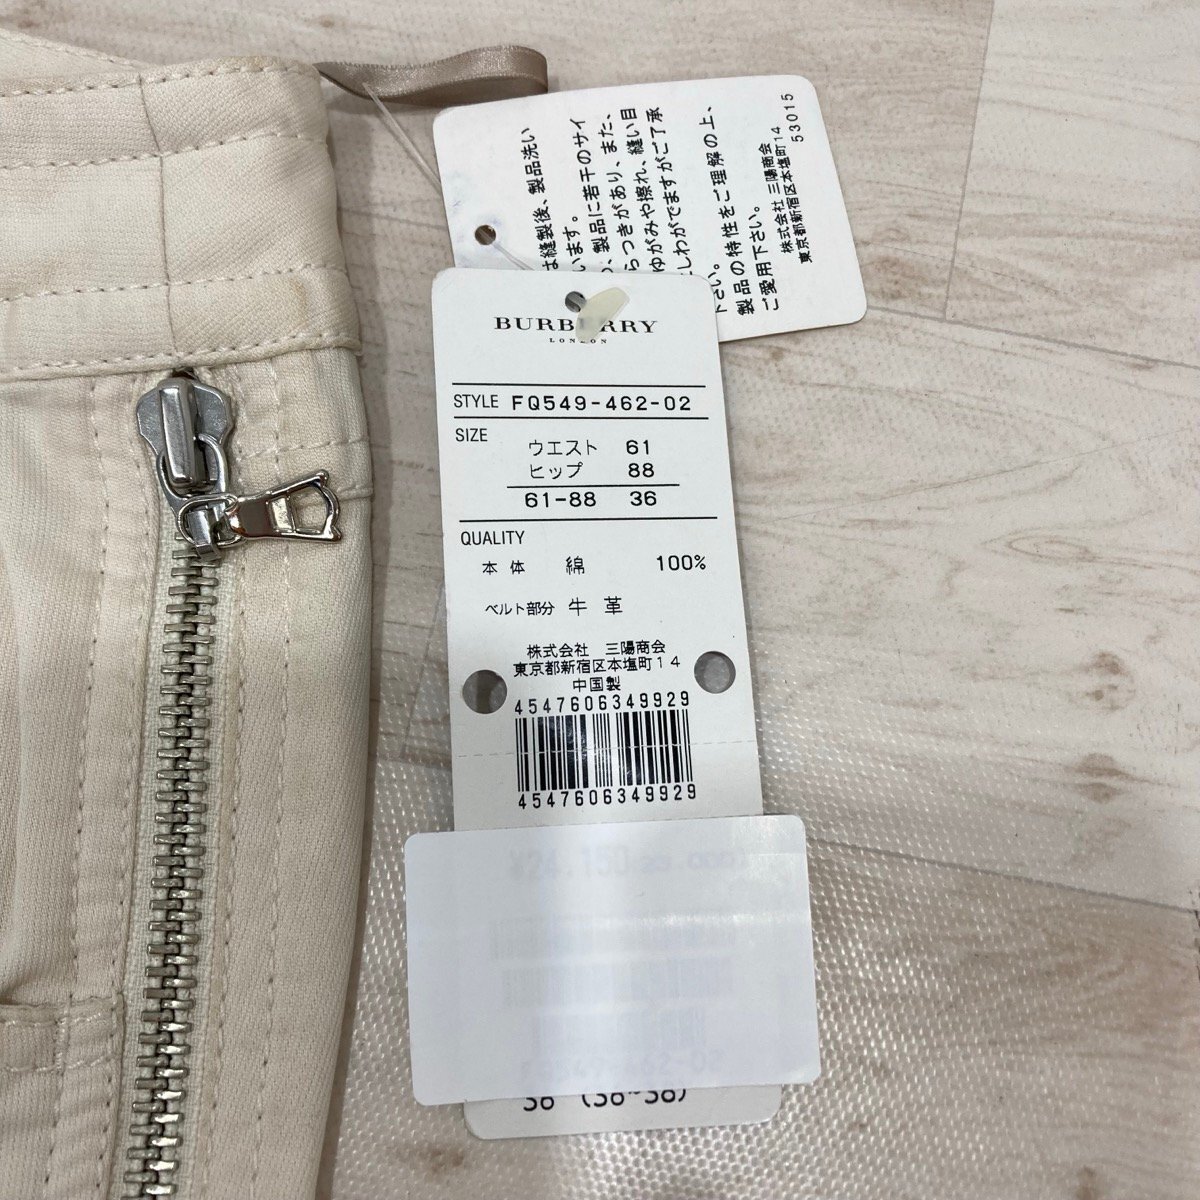 は縫製後、製品洗い
います。
、製品に若干のサイ
らつきがあり、また、
ゆがみや擦れ、縫い目
しわがでますがご了承
下さい。
製品の特性をご理解の上、
ご愛用下さい。
株式会社 三陽商会
東京都新宿区本塩町14
53015
BURBERRY
LONDON
STYLE FQ549-462-02
SIZE
ウエスト 61
ヒップ 88
61-88 36
QUALITY
本体 綿 100%
ベルト部分 牛革
株式会社 三陽商会
東京都新宿区本塩町14
中国製
4547606349929
4547606349929
¥24,150
FQ549-462-02